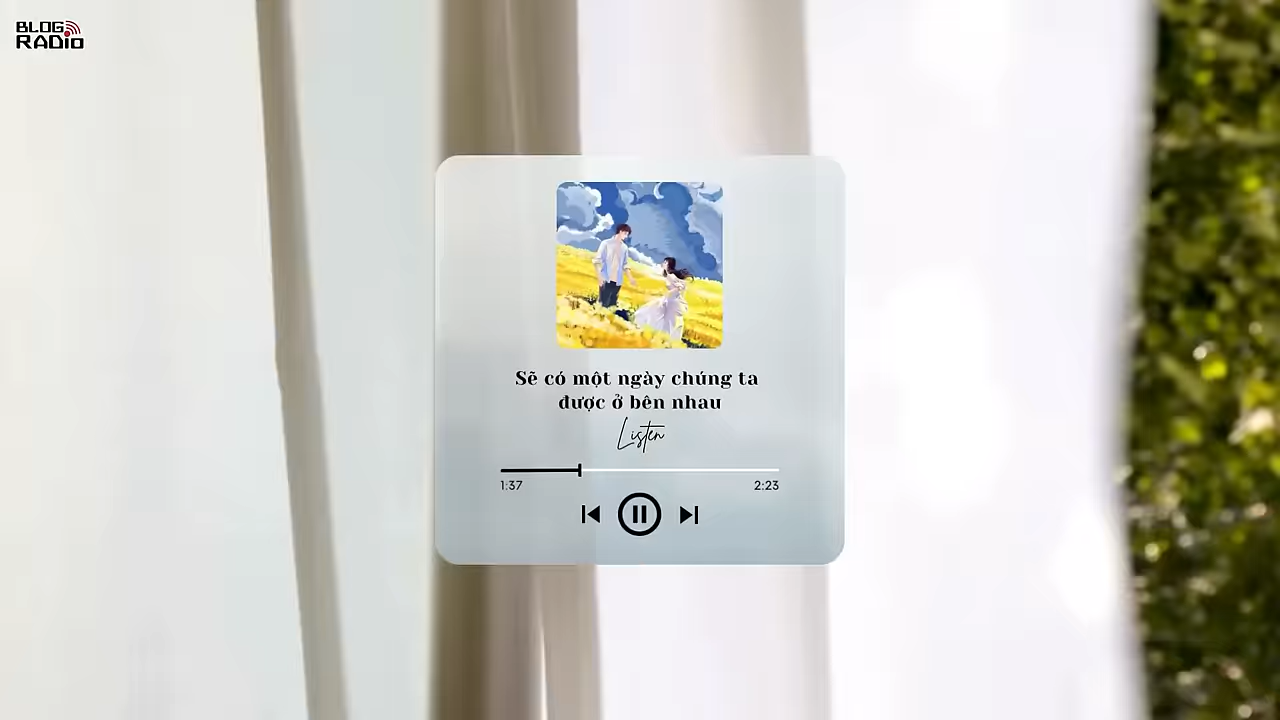 BLOG
RADIO
Sẽ có một ngày chúng ta
được ở bên nhau
Listen
1:37
2:23